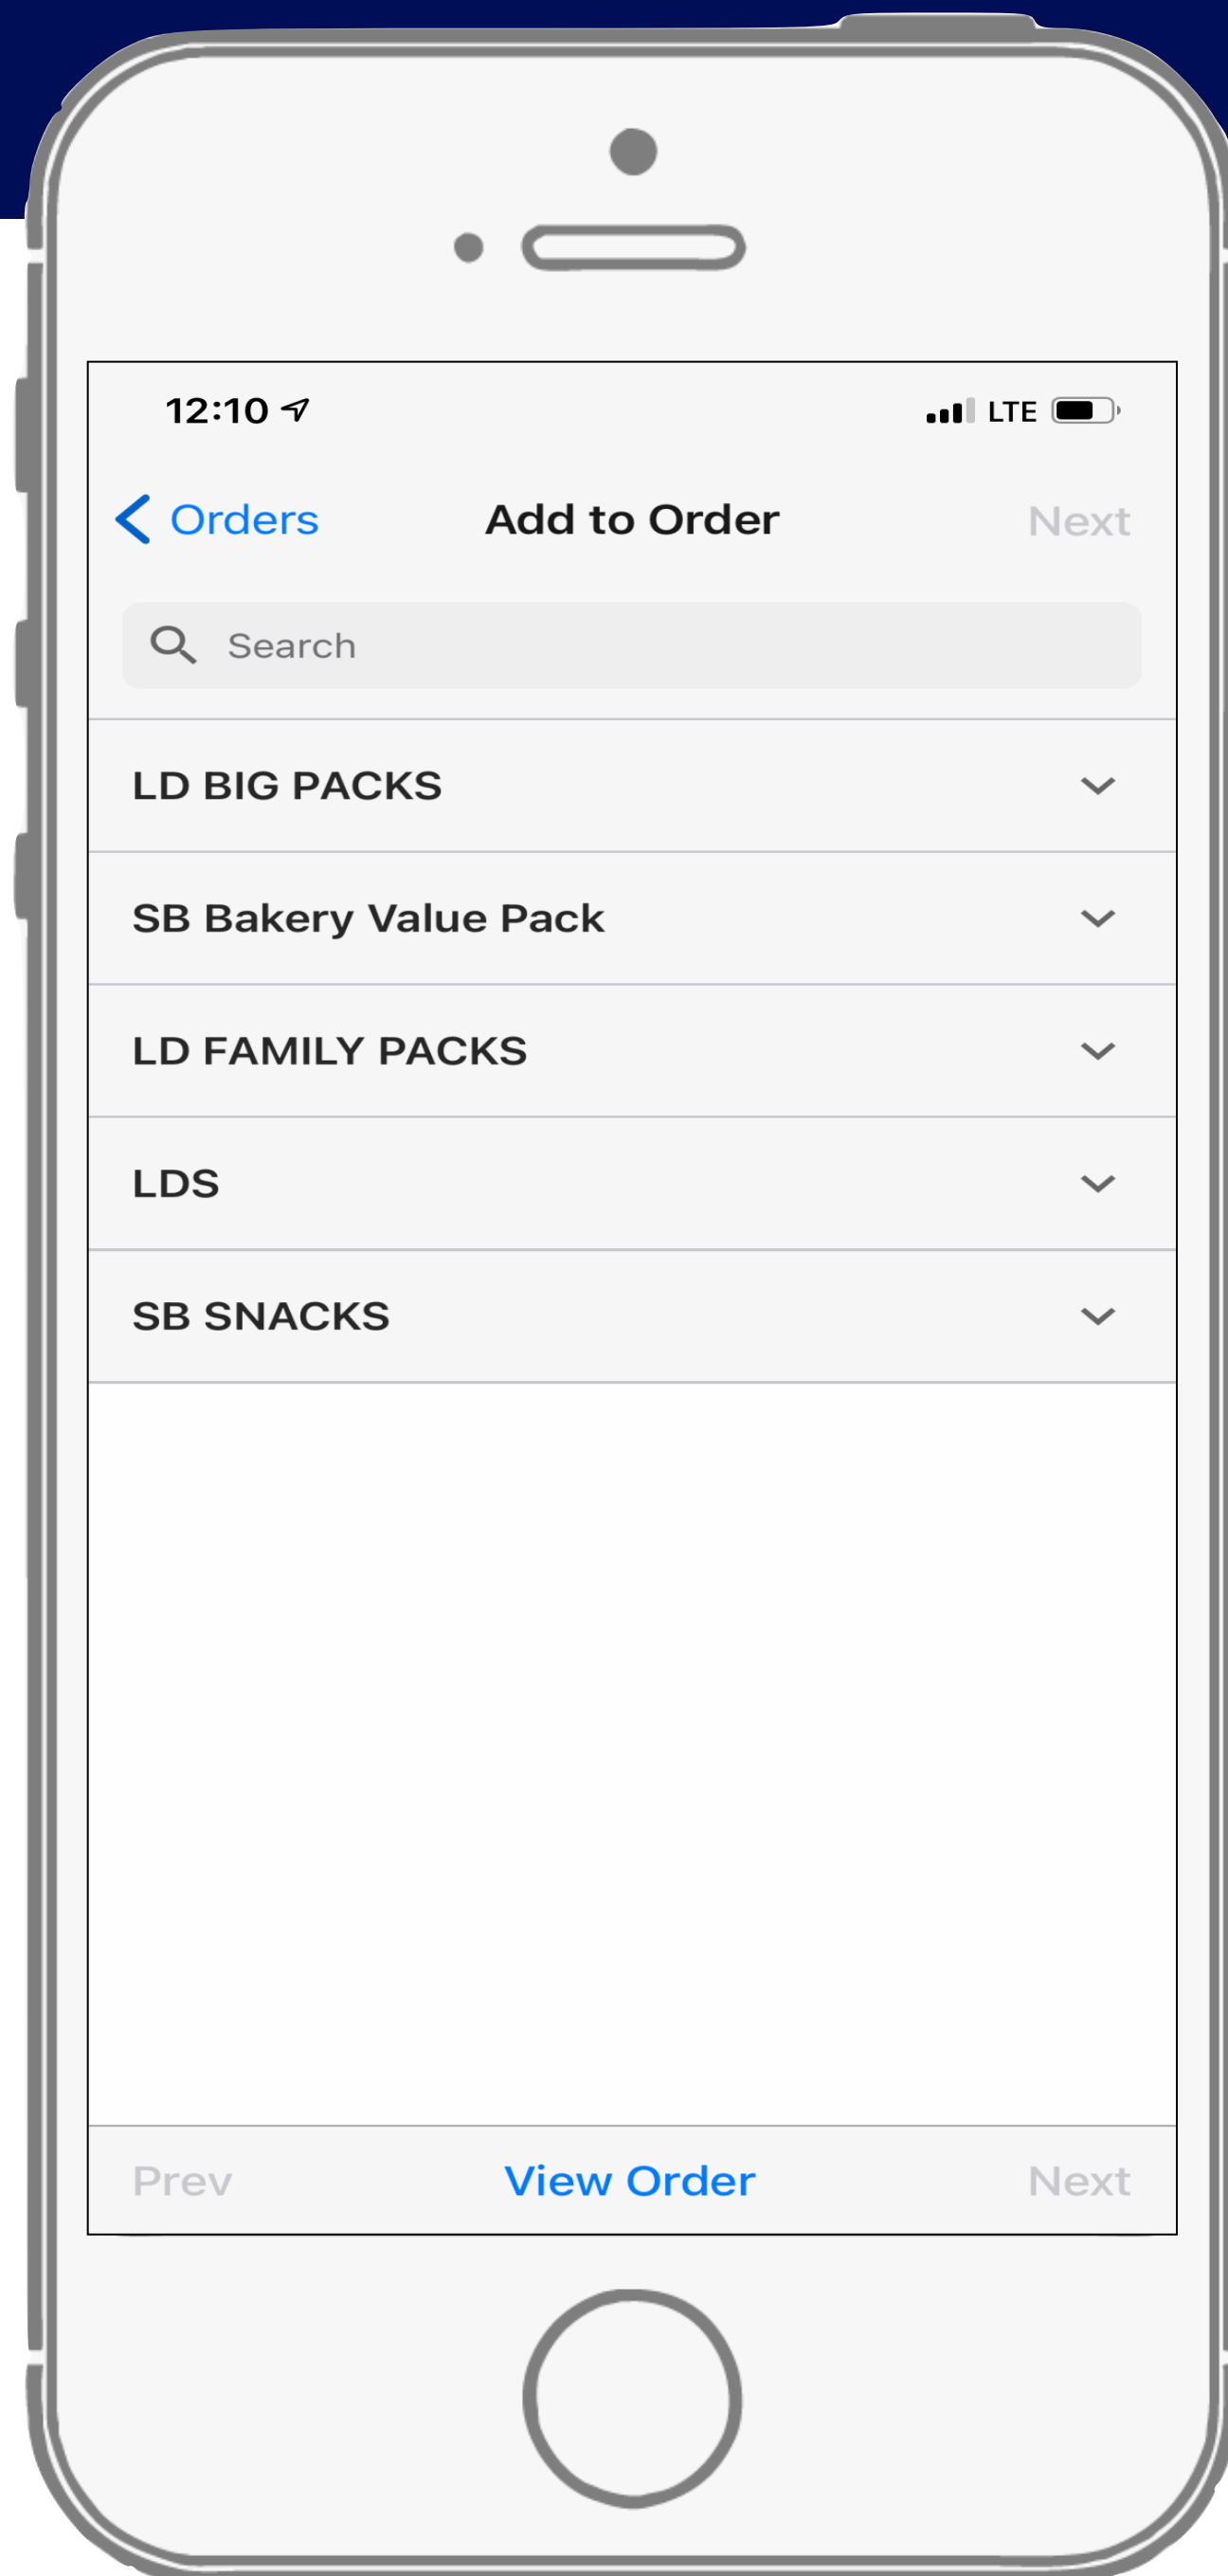 12:10 LTE
Orders Add to Order Next
Search
LD BIG PACKS
SB Bakery Value Pack
LD FAMILY PACKS
LDS
SB SNACKS
Prev View Order Next